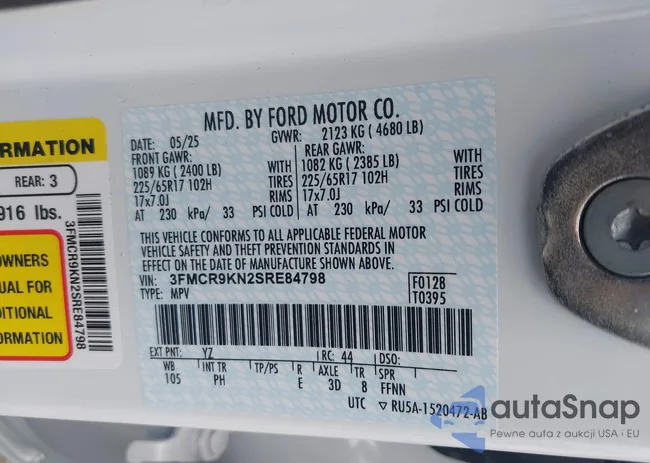 ORMATION
REAR: 3
916 lbs.
OWNERS
UAL FOR
ITIONAL
ORMATION
3FMCR9KN2SRE84798
MFD. BY FORD MOTOR CO.
DATE: 05/25 GVWR: 2123 KG ( 4680 LB)
FRONT GAWR: REAR GAWR:
1089 KG ( 2400 LB) WITH 1082 KG ( 2385 LB) WITH
225/65R17 102H TIRES 225/65R17 102H TIRES
17x7.0J RIMS 17x7.0J RIMS
AT 230 kPa/ 33 PSI COLD AT 230 kPa/ 33 PSI COLD
THIS VEHICLE CONFORMS TO ALL APPLICABLE FEDERAL MOTOR
VEHICLE SAFETY AND THEFT PREVENTION STANDARDS IN
EFFECT ON THE DATE OF MANUFACTURE SHOWN ABOVE.
VIN: 3FMCR9KN2SRE84798 F0128
TYPE: MPV T0395
EXT PNT: YZ RC: 44 DSO:
WB INT TR TP/PS R AXLE TR SPR
105 PH E 3D 8 FFNN
UTC ▽ RU5A-1520472-AB
autaSnap
Pewne auta z aukcji USA i EU